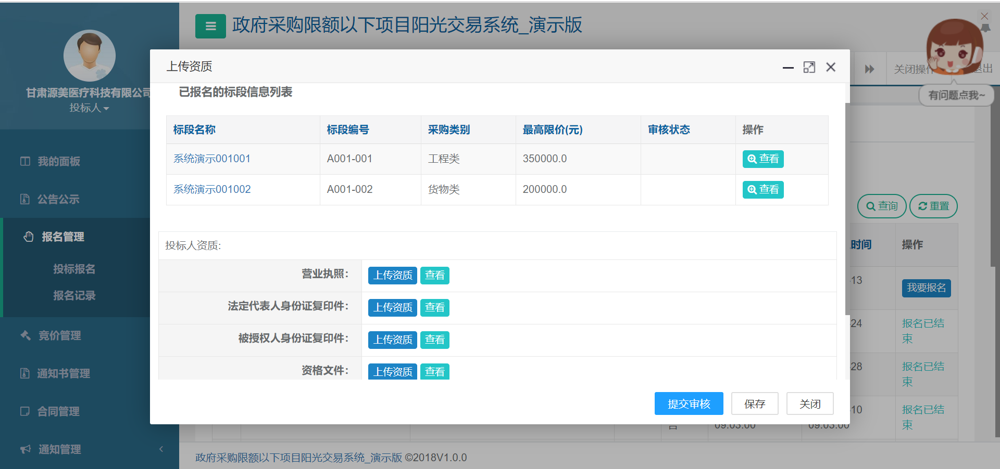 政府采购限额以下项目阳光交易系统_演示版
甘肃源美医疗科技有限公司
投标人
我的面板
公告公示
报名管理
投标报名
报名记录
竞价管理
通知书管理
合同管理
通知管理
关闭操作
退出
有问题点我~
上传资质
已报名的标段信息列表
标段名称 标段编号 采购类别 最高限价(元) 审核状态 操作
系统演示001001 A001-001 工程类 350000.0 查看
系统演示001002 A001-002 货物类 200000.0 查看
投标人资质:
营业执照: 上传资质 查看
法定代表人身份证复印件: 上传资质 查看
被授权人身份证复印件: 上传资质 查看
资格文件: 上传资质 查看
提交审核 保存 关闭
查询 重置
时间 操作
-13 我要报名
-24 报名已结
束
-28 报名已结
束
-10 报名已结
束
09:03:00 09:03:00
政府采购限额以下项目阳光交易系统_演示版 ©2018V1.0.0